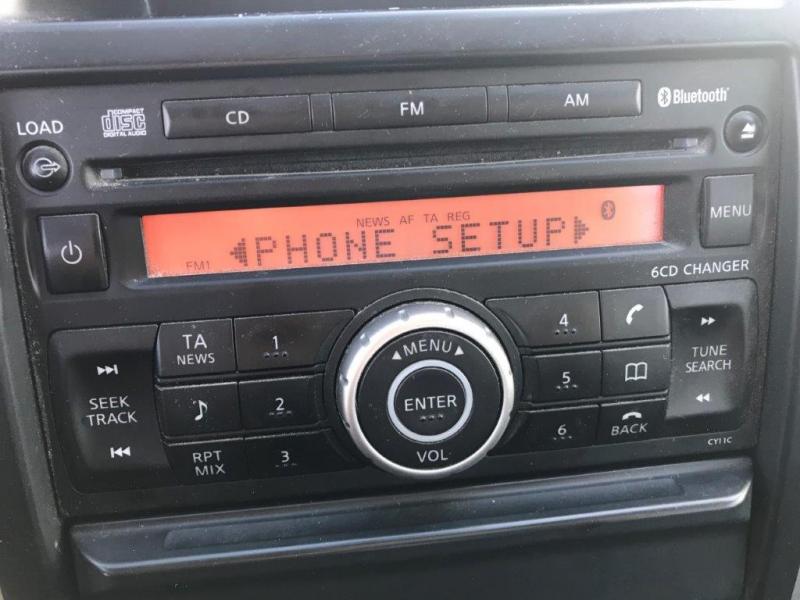 LOAD
COMPACT
disc
DIGITAL AUDIO
CD
FM
AM
Bluetooth
MENU
NEWS AF TA REG
PHONE SETUP
FM1
6CD CHANGER
TA
NEWS
1
4
SEEK
TRACK
2
MENU
ENTER
VOL
5
TUNE
SEARCH
RPT
MIX
3
6
BACK
CY11C